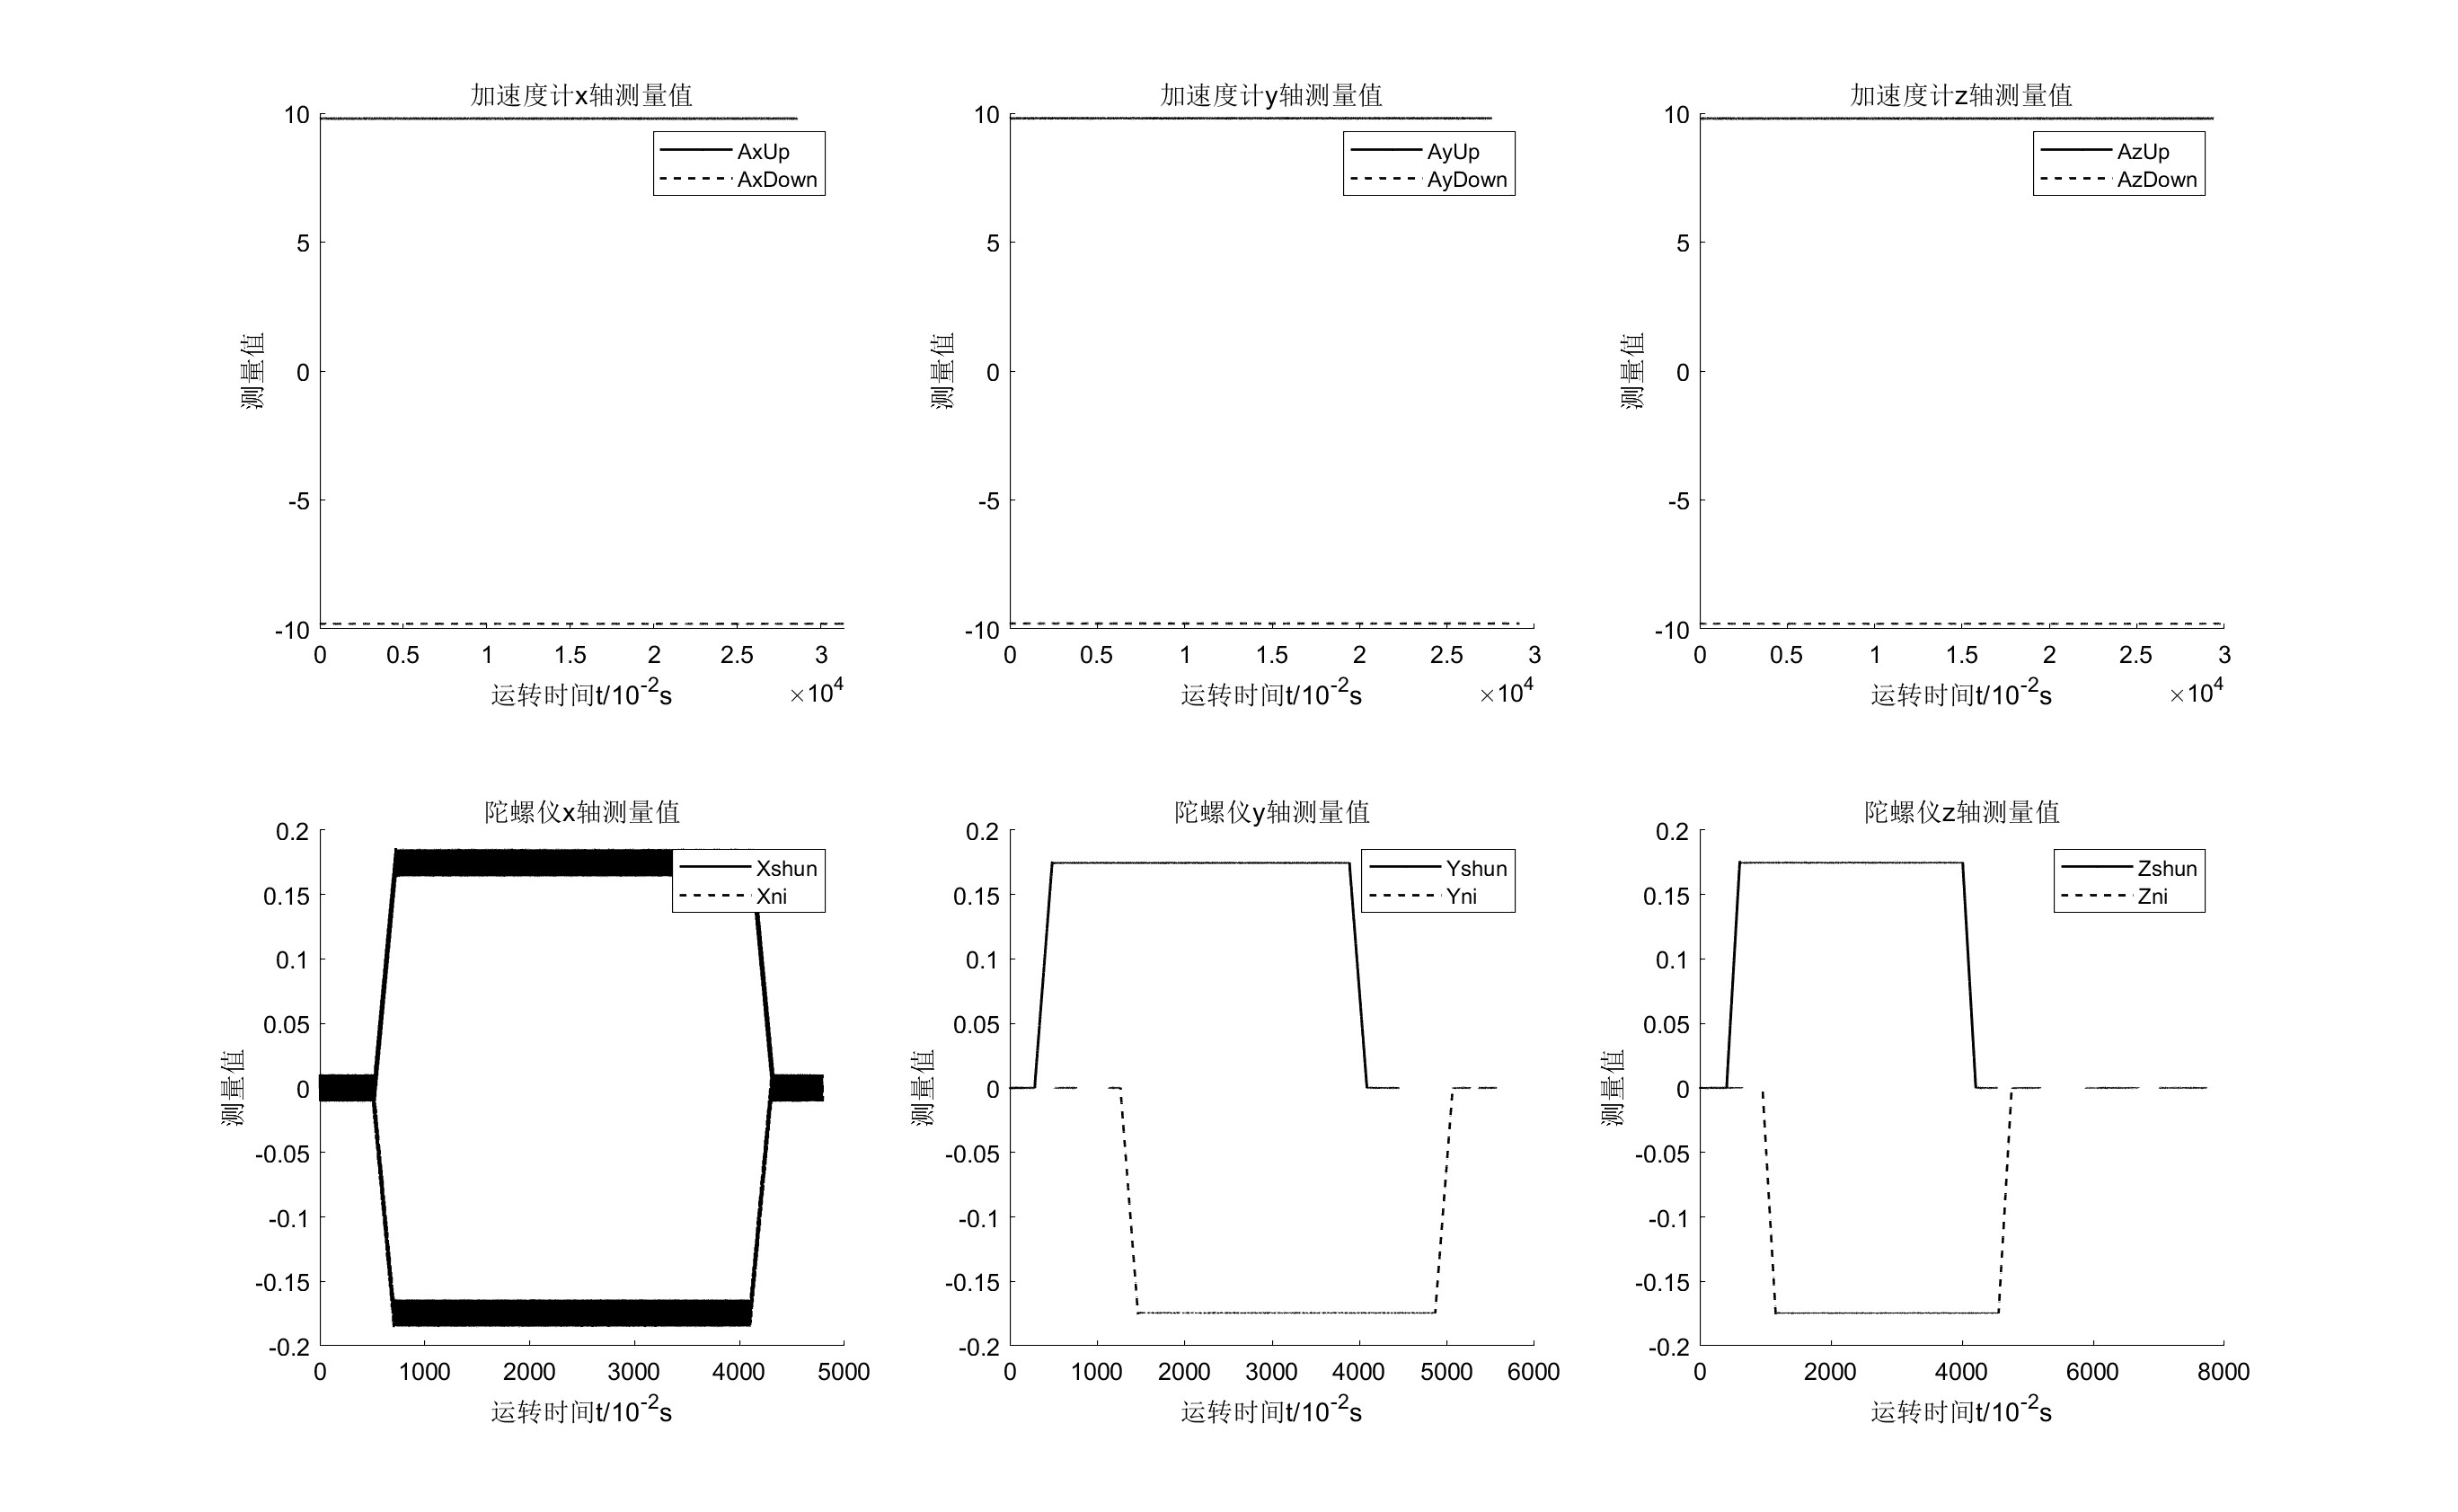 加速度计x轴测量值
10
5
0
-5
-10
测量值
AxUp
AxDown
0 0.5 1 1.5 2 2.5 3
运转时间t/10⁻²s
×10⁴
加速度计y轴测量值
10
5
0
-5
-10
测量值
AyUp
AyDown
0 0.5 1 1.5 2 2.5 3
运转时间t/10⁻²s
×10⁴
加速度计z轴测量值
10
5
0
-5
-10
测量值
AzUp
AzDown
0 0.5 1 1.5 2 2.5 3
运转时间t/10⁻²s
×10⁴
陀螺仪x轴测量值
0.2
0.15
0.1
0.05
0
-0.05
-0.1
-0.15
-0.2
测量值
Xshun
Xni
0 1000 2000 3000 4000 5000
运转时间t/10⁻²s
陀螺仪y轴测量值
0.2
0.15
0.1
0.05
0
-0.05
-0.1
-0.15
-0.2
测量值
Yshun
Yni
0 1000 2000 3000 4000 5000 6000
运转时间t/10⁻²s
陀螺仪z轴测量值
0.2
0.15
0.1
0.05
0
-0.05
-0.1
-0.15
-0.2
测量值
Zshun
Zni
0 2000 4000 6000 8000
运转时间t/10⁻²s